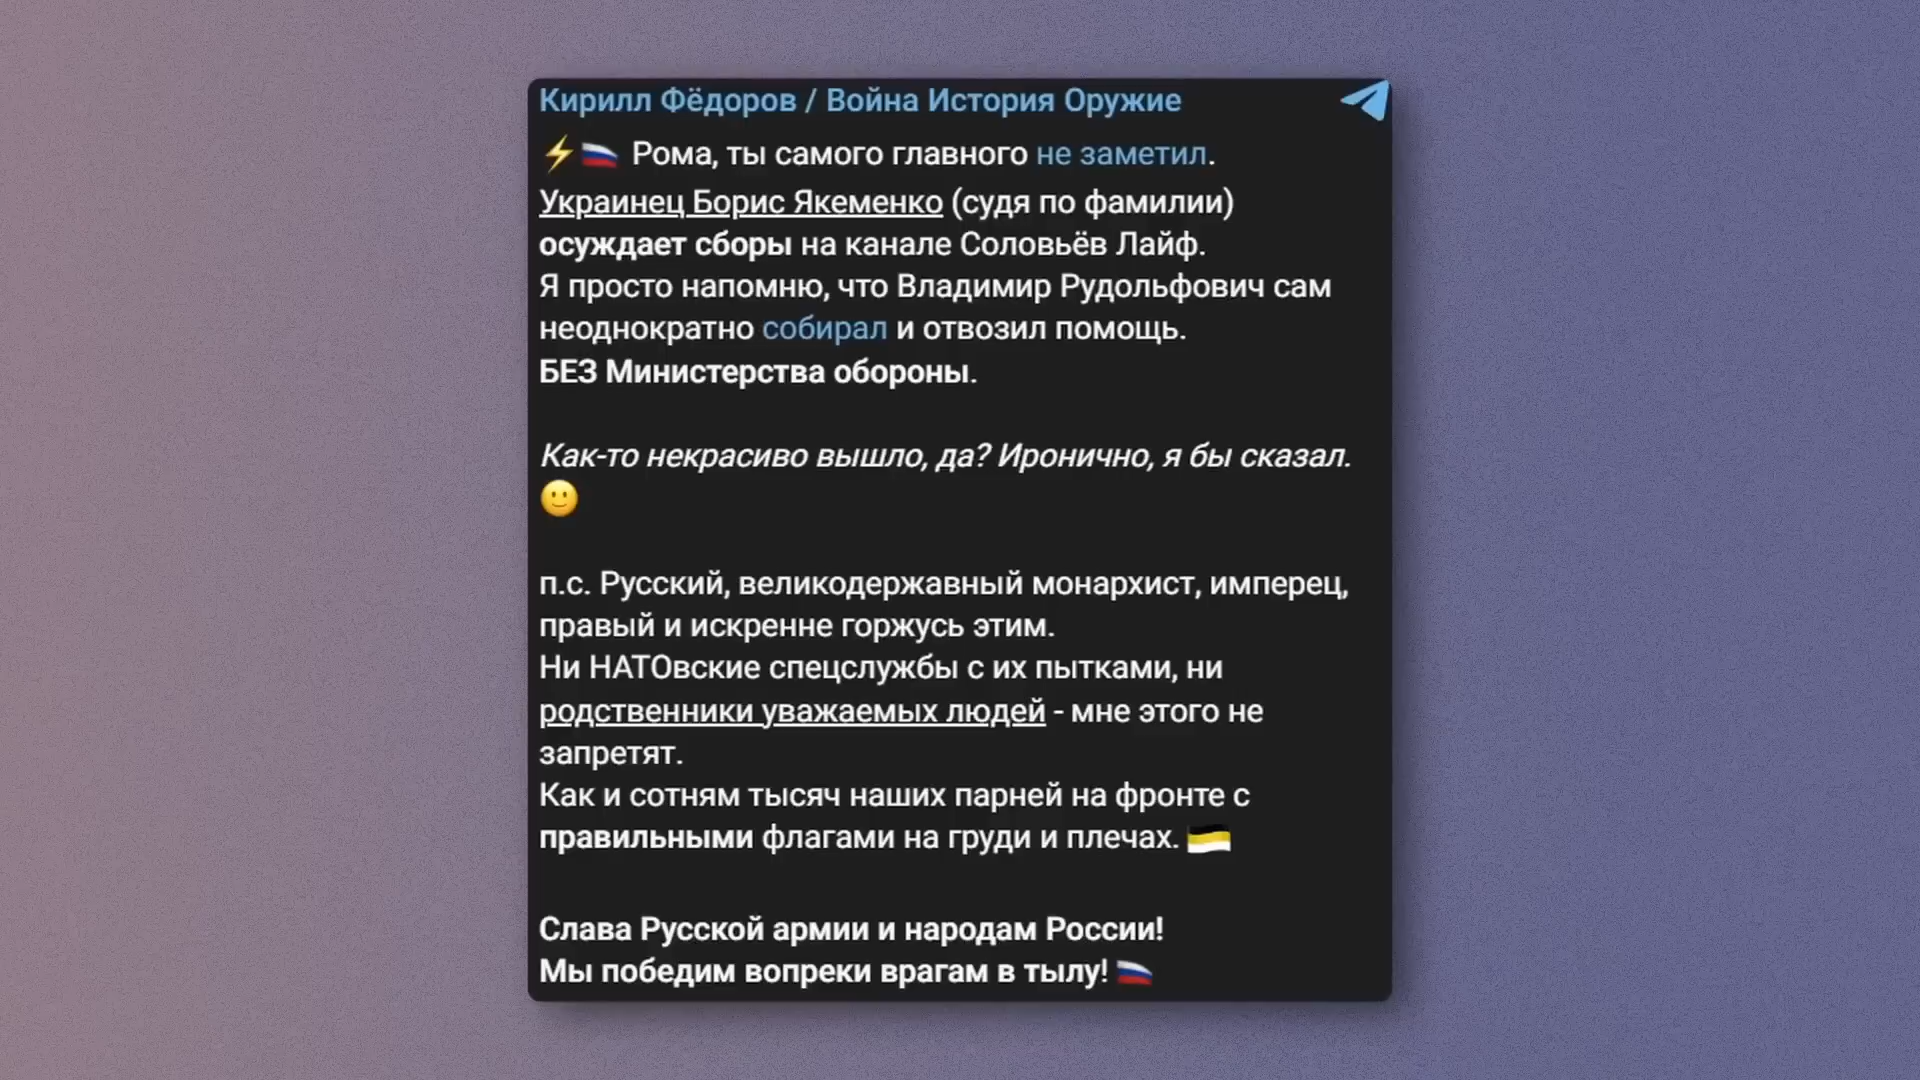 Кирилл Фёдоров / Война История Оружие
⚡🇷🇺 Рома, ты самого главного не заметил.
Украинец Борис Якеменко (судя по фамилии)
осуждает сборы на канале Соловьёв Лайф.
Я просто напомню, что Владимир Рудольфович сам
неоднократно собирал и отвозил помощь.
БЕЗ Министерства обороны.
Как-то некрасиво вышло, да? Иронично, я бы сказал.
🙂
п.с. Русский, великодержавный монархист, имперец,
правый и искренне горжусь этим.
Ни НАТОвские спецслужбы с их пытками, ни
родственники уважаемых людей - мне этого не
запретят.
Как и сотням тысяч наших парней на фронте с
правильными флагами на груди и плечах.
Слава Русской армии и народам России!
Мы победим вопреки врагам в тылу! 🇷🇺